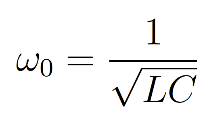 ω₀ = 1/√LC